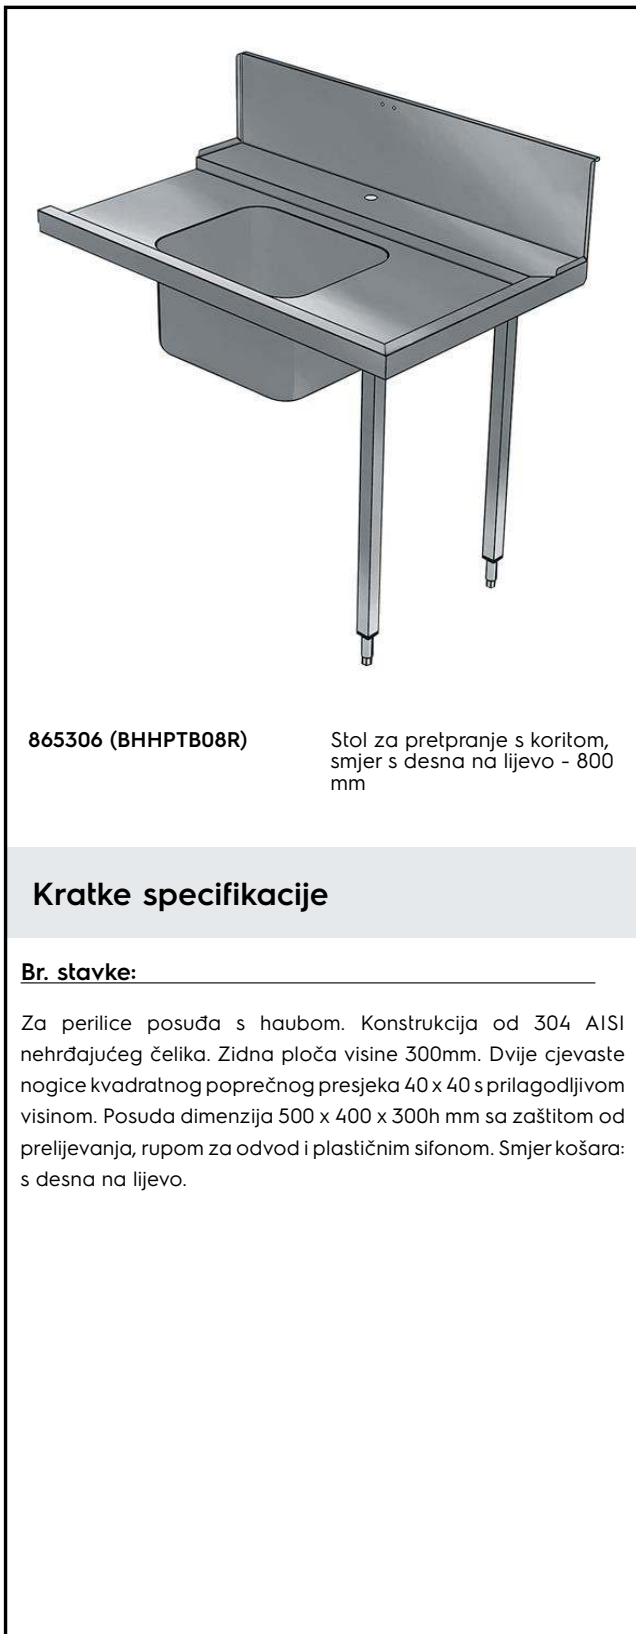 865306 (BHHPTB08R)
Stol za pretpranje s koritom,
smjer s desna na lijevo - 800
mm
Kratke specifikacije
Br. stavke:
Za perilice posuđa s haubom. Konstrukcija od 304 AISI
nehrđajućeg čelika. Zidna ploča visine 300mm. Dvije cjevaste
nogice kvadratnog poprečnog presjeka 40 x 40 s prilagodljivom
visinom. Posuda dimenzija 500 x 400 x 300h mm sa zaštitom od
prelijevanja, rupom za odvod i plastičnim sifonom. Smjer košara:
s desna na lijevo.